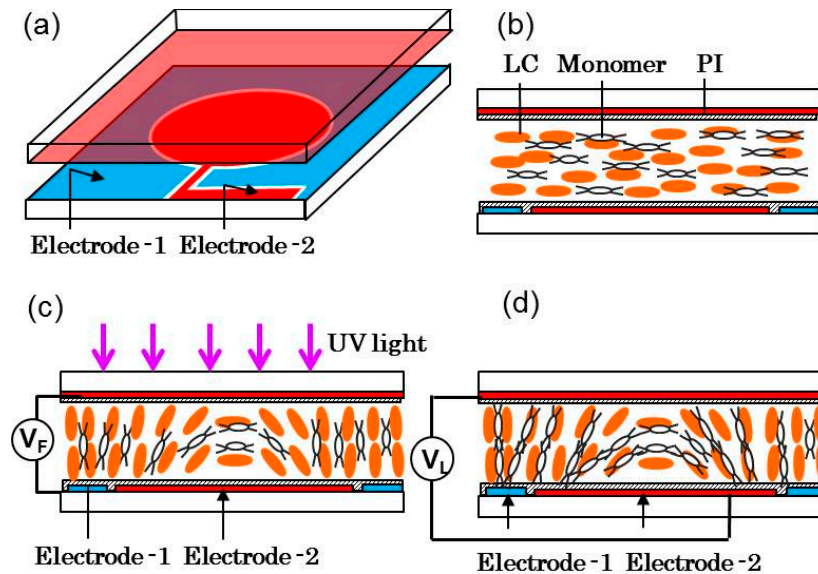 (a)
Electrode-1 Electrode-2
(b)
LC Monomer PI
(c)
UV light
VF
Electrode-1 Electrode-2
(d)
VL
Electrode-1 Electrode-2